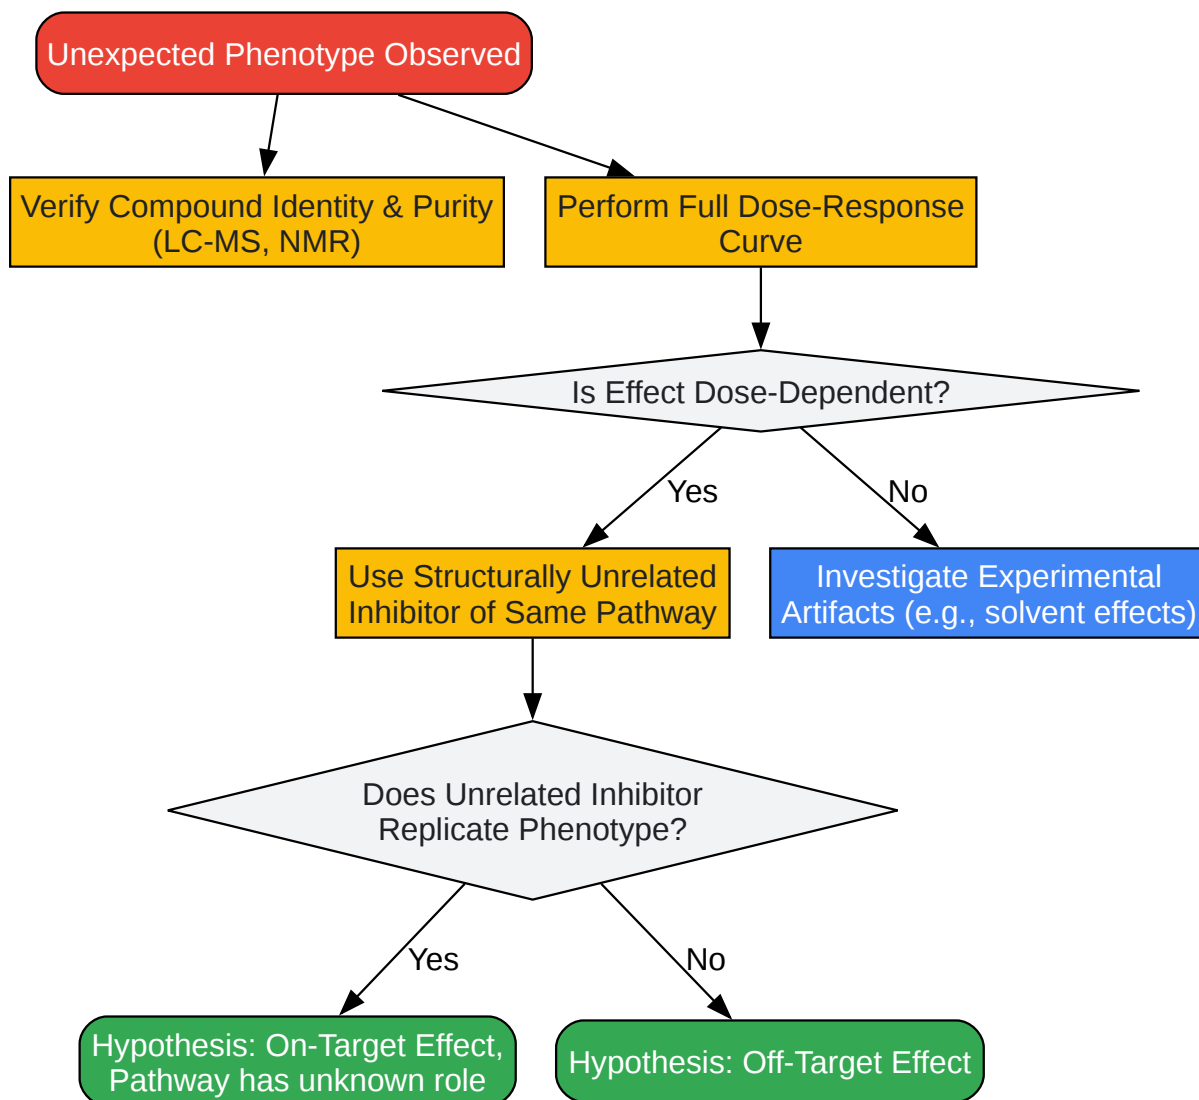 Unexpected Phenotype Observed
Verify Compound Identity & Purity
(LC-MS, NMR)
Perform Full Dose-Response
Curve
Is Effect Dose-Dependent?
Yes
No
Use Structurally Unrelated
Inhibitor of Same Pathway
Investigate Experimental
Artifacts (e.g., solvent effects)
Does Unrelated Inhibitor
Replicate Phenotype?
Yes
No
Hypothesis: On-Target Effect,
Pathway has unknown role
Hypothesis: Off-Target Effect